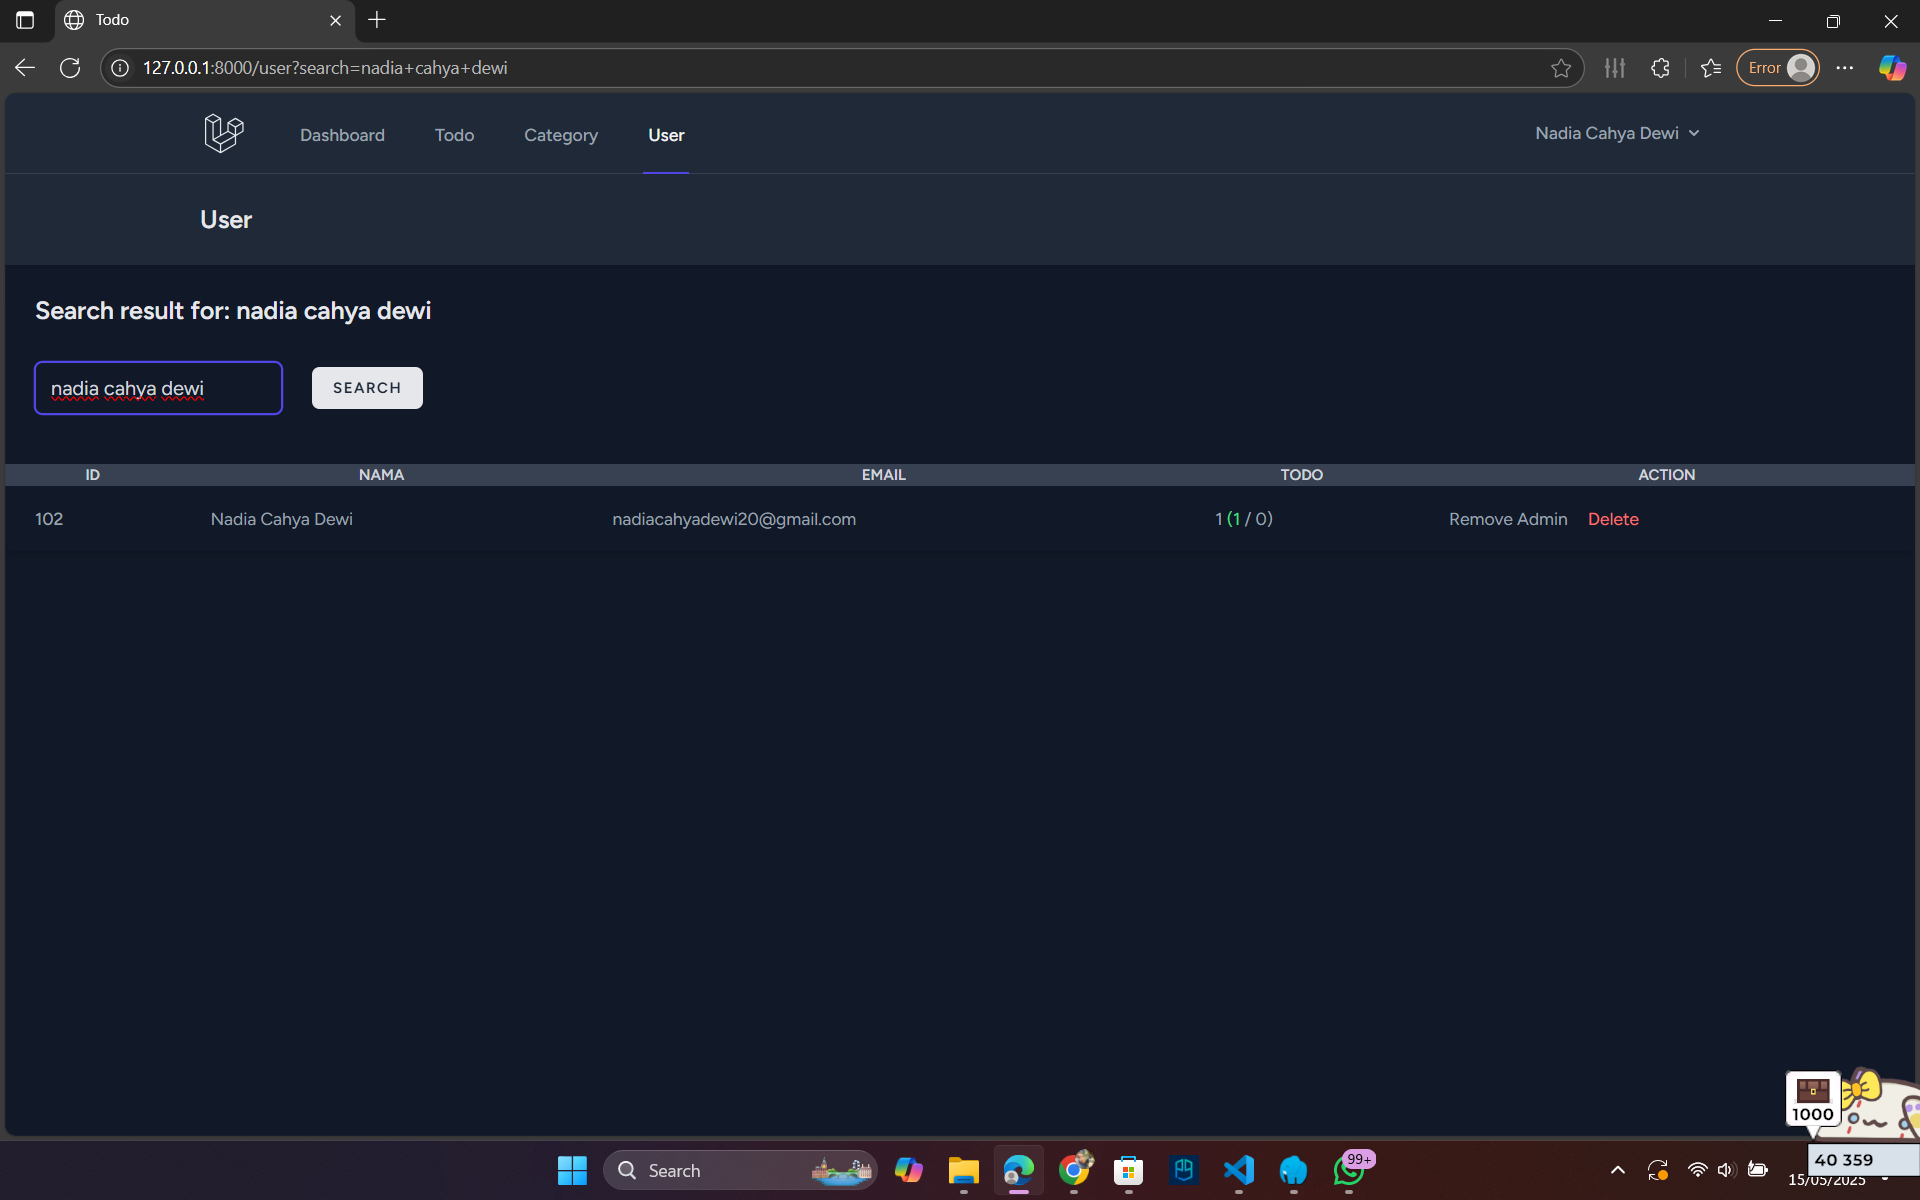 Todo
127.0.0.1:8000/user?search=nadia+cahya+dewi
Error
Dashboard
Todo
Category
User
Nadia Cahya Dewi
User
Search result for: nadia cahya dewi
nadia cahya dewi
SEARCH
ID NAMA EMAIL TODO ACTION
102 Nadia Cahya Dewi nadiacahyadewi20@gmail.com 1 (1 / 0) Remove Admin Delete
1000
Search
99+
40 359
15/05/2025